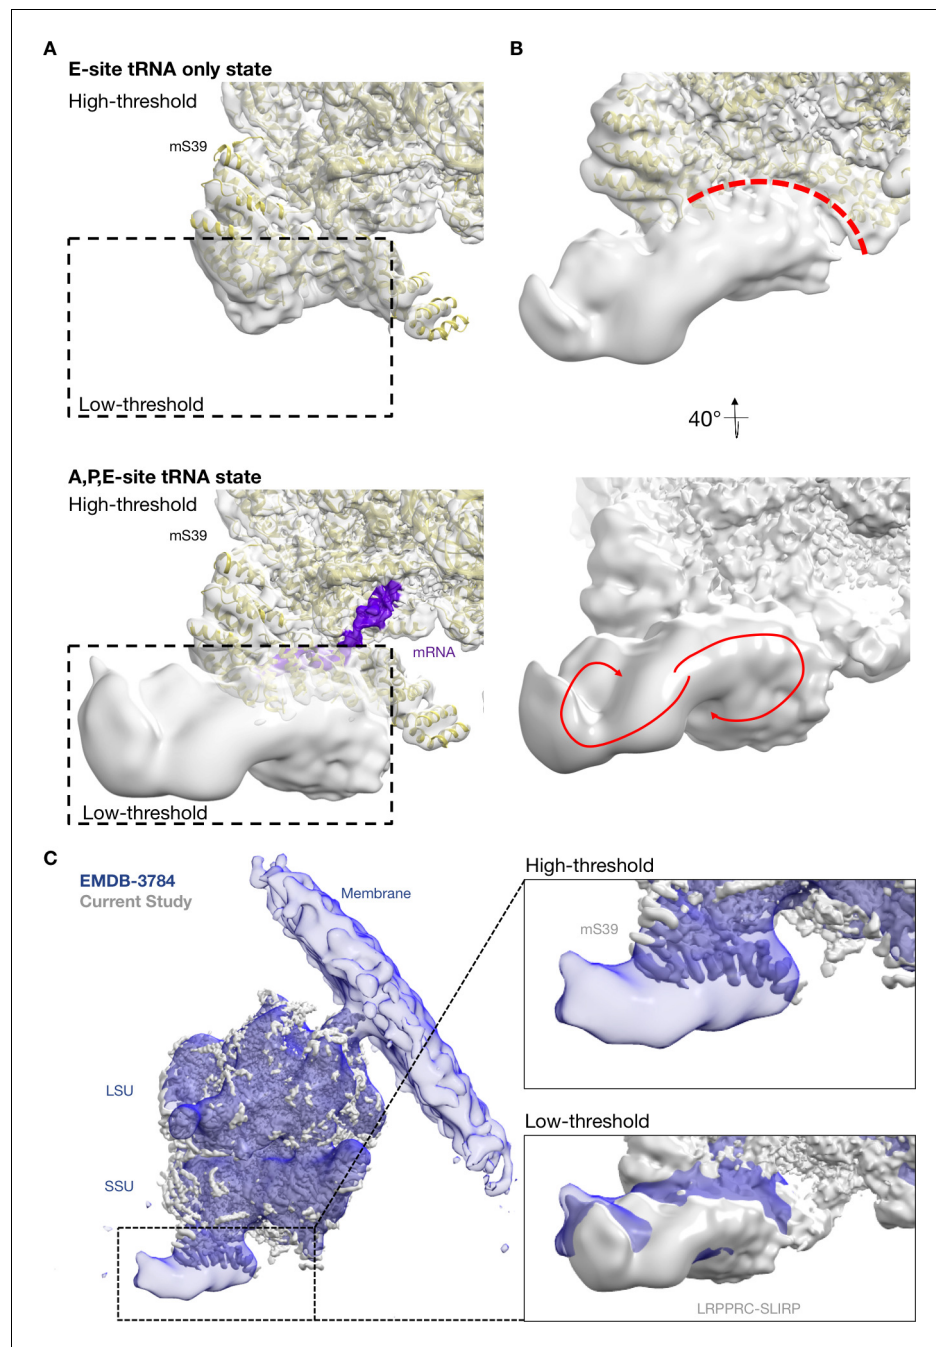 A
E-site tRNA only state
High-threshold
mS39
Low-threshold
B
40°
A,P,E-site tRNA state
High-threshold
mS39
mRNA
Low-threshold
C
EMDB-3784
Current Study
Membrane
LSU
SSU
High-threshold
mS39
Low-threshold
LRPPRC-SLIRP